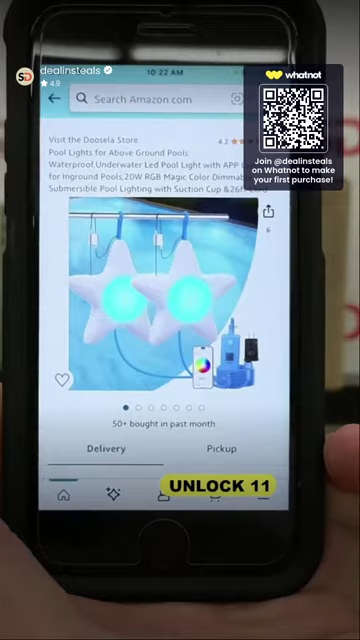 dealinsteals
4.9
SD
10:22 AM
whatnot
Search Amazon.com
Join @dealinsteals
on Whatnot to make
your first purchase!
Visit the Doosela Store
4.2
Pool Lights for Above Ground Pools
Waterproof,Underwater Led Pool Light with APP
for Inground Pools,20W RGB Magic Color Dimmable
Submersible Pool Lighting with Suction Cup &26ft
6
50+ bought in past month
Delivery
Pickup
UNLOCK 11